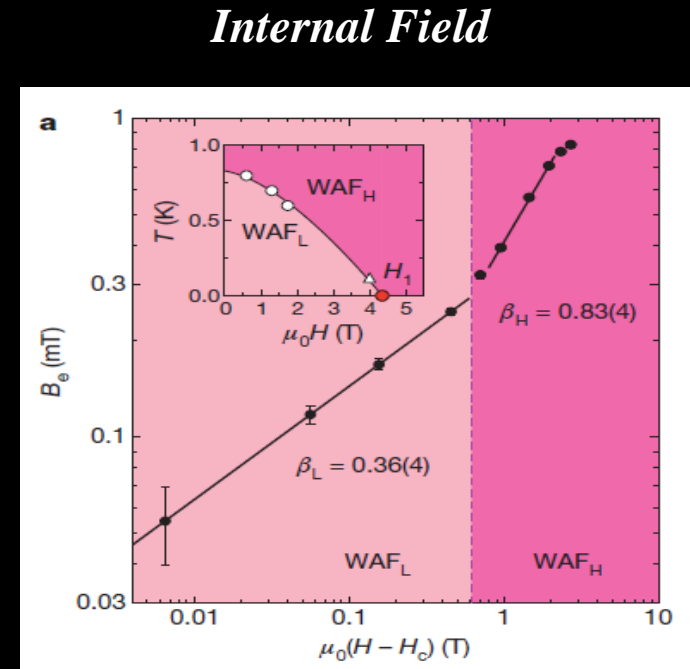 Internal Field
a
1
0.3
0.1
0.03
Bₑ (mT)
1.0
0.5
0.0
T (K)
WAF_H
WAF_L
H₁
0 1 2 3 4 5
μ₀H (T)
β_H = 0.83(4)
β_L = 0.36(4)
WAF_L
WAF_H
0.01 0.1 1 10
μ₀(H − H_c) (T)